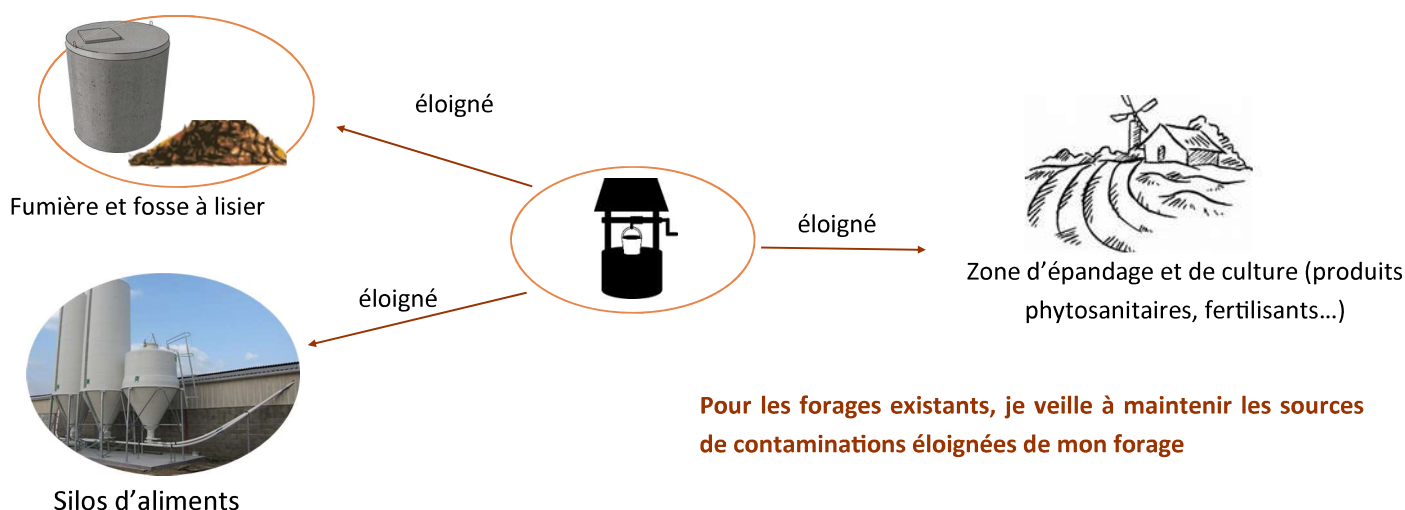 éloigné
Fumière et fosse à lisier
éloigné
Zone d'épandage et de culture (produits
phytosanitaires, fertilisants…)
éloigné
Silos d'aliments
Pour les forages existants, je veille à maintenir les sources
de contaminations éloignées de mon forage